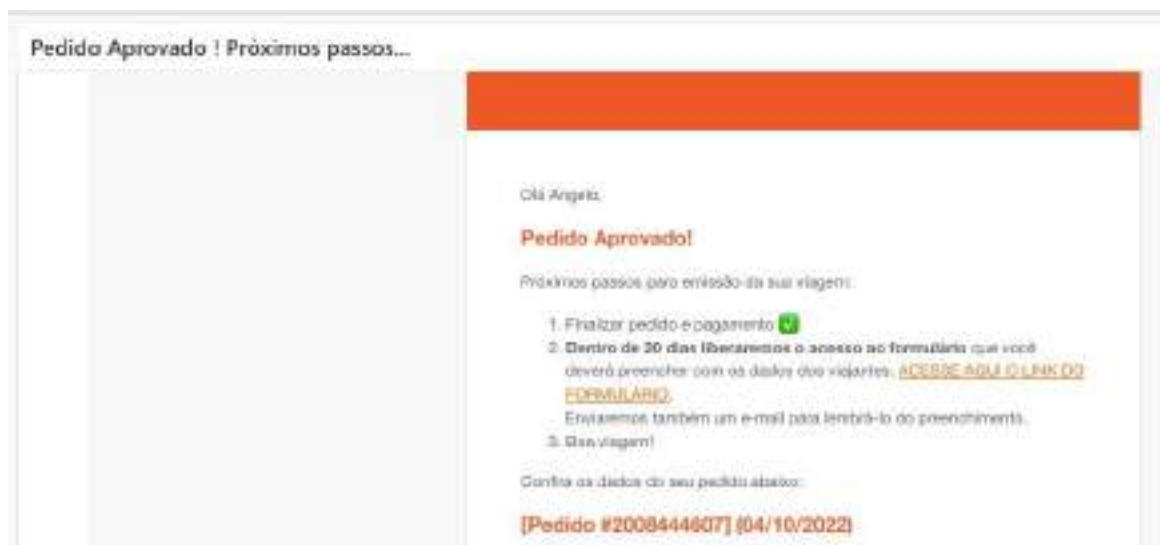 Pedido Aprovado ! Próximos passos...
Olá Angelo,
Pedido Aprovado!
Próximos passos para emissão da sua viagem:
1. Finalizar pedido e pagamento ✅
2. Dentro de 20 dias liberaremos o acesso ao formulário que você
deverá preencher com os dados dos viajantes. ACESSE AQUI O LINK DO
FORMULÁRIO.
Enviaremos também um e-mail para lembrá-lo do preenchimento.
3. Boa viagem!
Confira os dados do seu pedido abaixo:
[Pedido #2008444607] (04/10/2022)